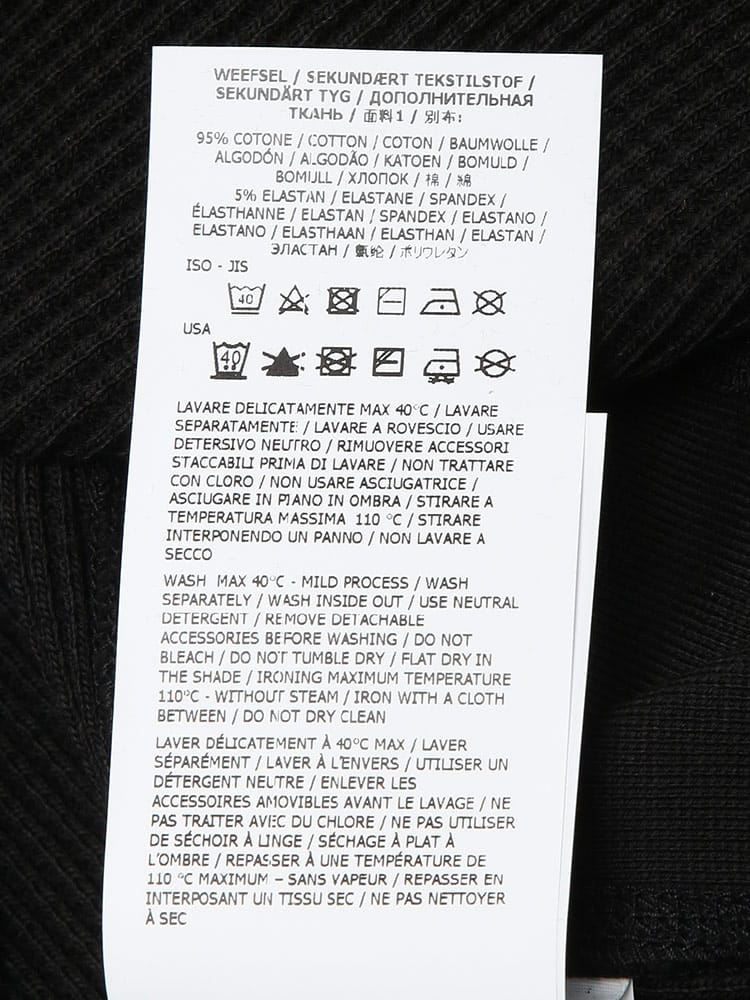 WEEFSEL / SEKUNDÆRT TEKSTILSTOF /
SEKUNDÄRT TYG / ДОПОЛНИТЕЛЬНАЯ
ТКАНЬ / 面料1 / 別布:
95% COTONE / COTTON / COTON / BAUMWOLLE /
ALGODÓN / ALGODÃO / KATOEN / BOMULD /
BOMULL / ХЛОПОК / 棉 / 綿
5% ELASTAN / ELASTANE / SPANDEX /
ÉLASTHANNE / ELASTAN / SPANDEX / ELASTANO /
ELASTANO / ELASTHAAN / ELASTHAN / ELASTAN /
ЭЛАСТАН / 氨纶 / ポリウレタン
ISO - JIS
40
USA
40
LAVARE DELICATAMENTE MAX 40°C / LAVARE
SEPARATAMENTE / LAVARE A ROVESCIO / USARE
DETERSIVO NEUTRO / RIMUOVERE ACCESSORI
STACCABILI PRIMA DI LAVARE / NON TRATTARE
CON CLORO / NON USARE ASCIUGATRICE /
ASCIUGARE IN PIANO IN OMBRA / STIRARE A
TEMPERATURA MASSIMA 110 °C / STIRARE
INTERPONENDO UN PANNO / NON LAVARE A
SECCO
WASH MAX 40°C - MILD PROCESS / WASH
SEPARATELY / WASH INSIDE OUT / USE NEUTRAL
DETERGENT / REMOVE DETACHABLE
ACCESSORIES BEFORE WASHING / DO NOT
BLEACH / DO NOT TUMBLE DRY / FLAT DRY IN
THE SHADE / IRONING MAXIMUM TEMPERATURE
110°C - WITHOUT STEAM / IRON WITH A CLOTH
BETWEEN / DO NOT DRY CLEAN
LAVER DÉLICATEMENT À 40°C MAX / LAVER
SÉPARÉMENT / LAVER À L'ENVERS / UTILISER UN
DÉTERGENT NEUTRE / ENLEVER LES
ACCESSOIRES AMOVIBLES AVANT LE LAVAGE / NE
PAS TRAITER AVEC DU CHLORE / NE PAS UTILISER
DE SÉCHOIR À LINGE / SÉCHAGE À PLAT À
L'OMBRE / REPASSER À UNE TEMPÉRATURE DE
110 °C MAXIMUM – SANS VAPEUR / REPASSER EN
INTERPOSANT UN TISSU SEC / NE PAS NETTOYER
À SEC